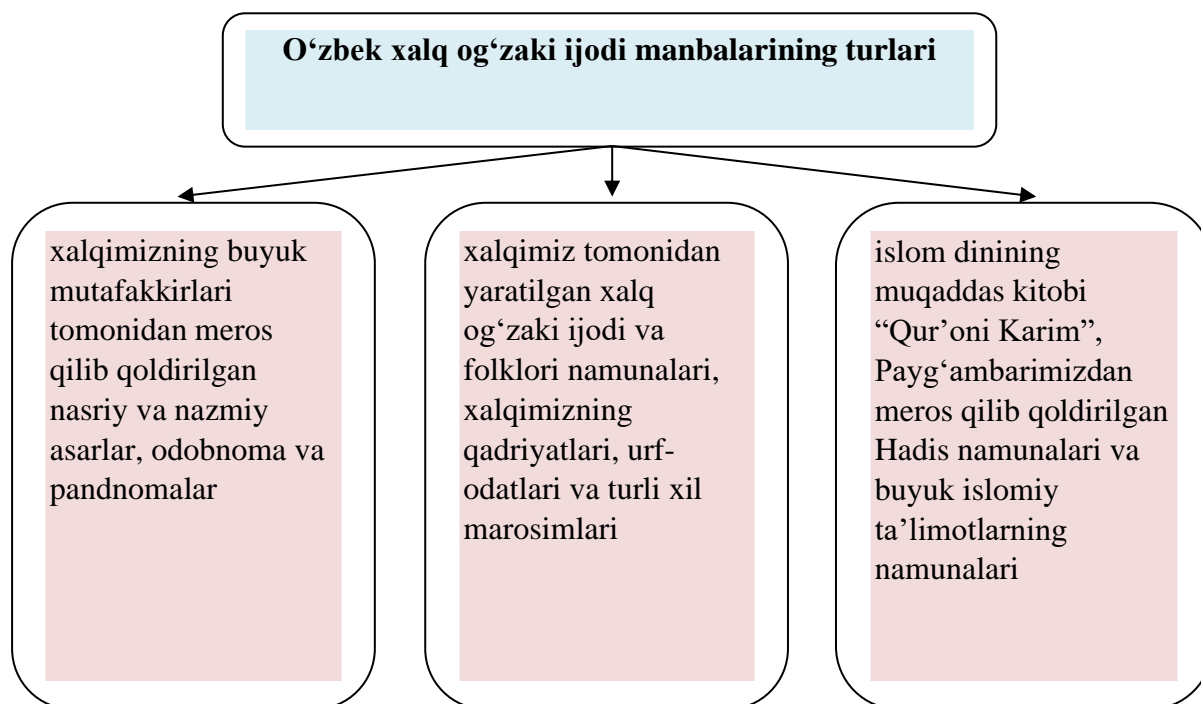 O‘zbek xalq og‘zaki ijodi manbalarining turlari
xalqimizning buyuk
mutafakkirlari
tomonidan meros
qilib qoldirilgan
nasriy va nazmiy
asarlar, odobnoma va
pandnomalar
xalqimiz tomonidan
yaratilgan xalq
og‘zaki ijodi va
folklori namunalari,
xalqimizning
qadriyatlari, urf-
odatlari va turli xil
marosimlari
islom dinining
muqaddas kitobi
“Qur’oni Karim”,
Payg‘ambarimizdan
meros qilib qoldirilgan
Hadis namunalari va
buyuk islomiy
ta’limotlarning
namunalari